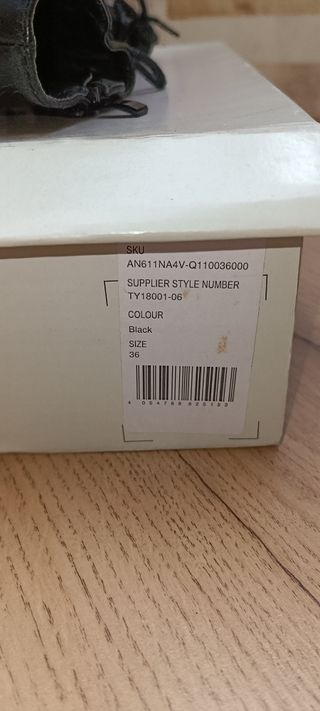 SKU
AN611NA4V-Q110036000
SUPPLIER STYLE NUMBER
TY18001-06
COLOUR
Black
SIZE
36